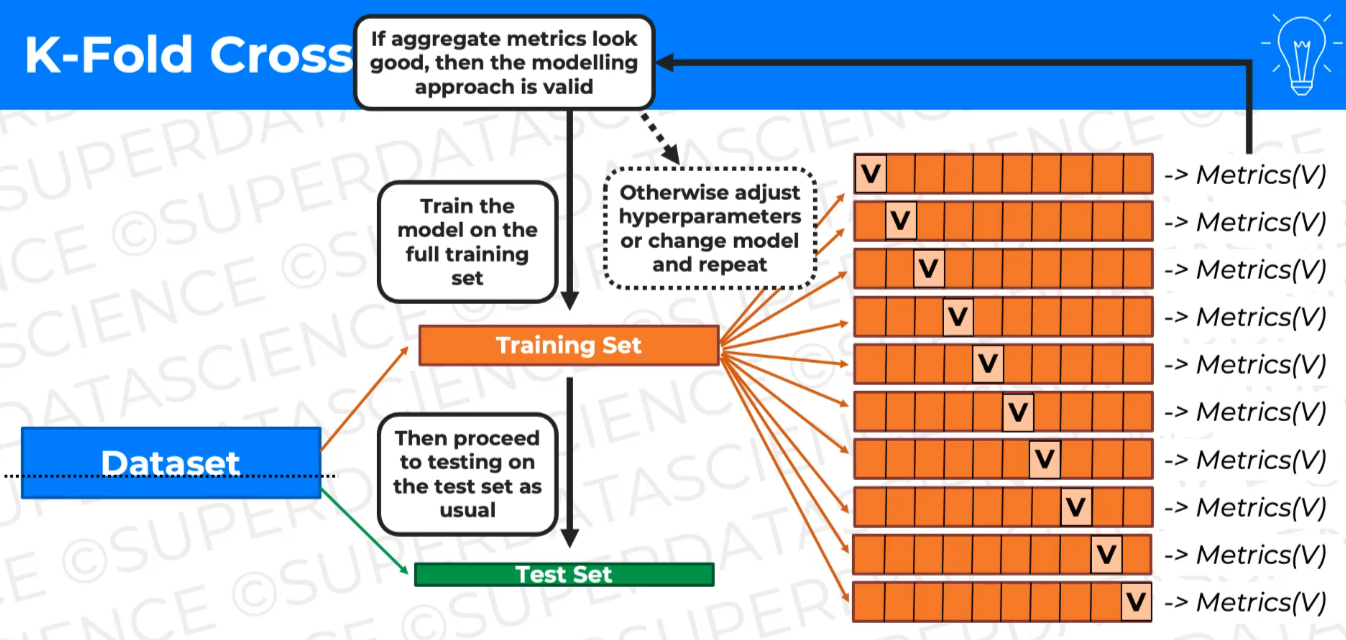 K-Fold Cross
If aggregate metrics look
good, then the modelling
approach is valid
Train the
model on the
full training
set
Otherwise adjust
hyperparameters
or change model
and repeat
Training Set
Dataset
Then proceed
to testing on
the test set as
usual
Test Set
V -> Metrics(V)
V -> Metrics(V)
V -> Metrics(V)
V -> Metrics(V)
V -> Metrics(V)
V -> Metrics(V)
V -> Metrics(V)
V -> Metrics(V)
V -> Metrics(V)
V -> Metrics(V)
©SUPERDATASCIENCE